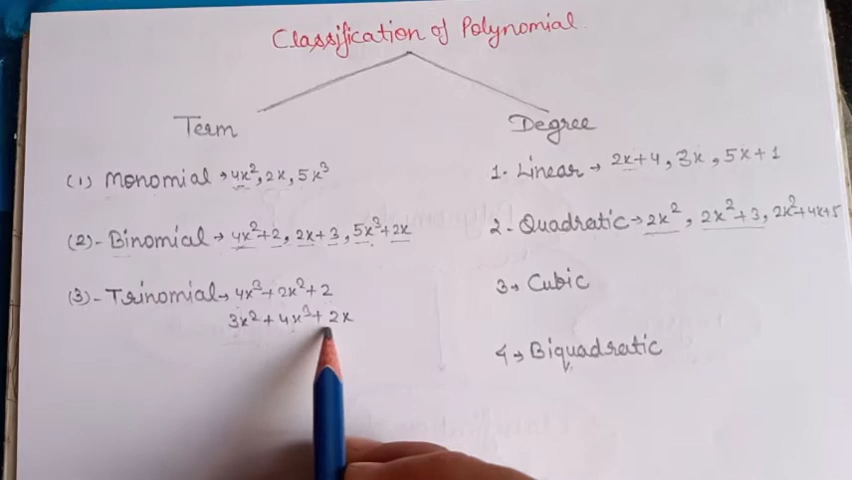 Classification of Polynomial
Term
(1) Monomial → 4x², 2x, 5x³
(2)- Binomial → 4x²+2, 2x+3, 5x³+2x
(3)- Trinomial → 4x³+2x²+2
3x²+4x³+2x
Degree
1. Linear → 2x+4, 3x, 5x+1
2- Quadratic → 2x², 2x²+3, 2x²+4x+5
3→ Cubic
4→ Biquadratic